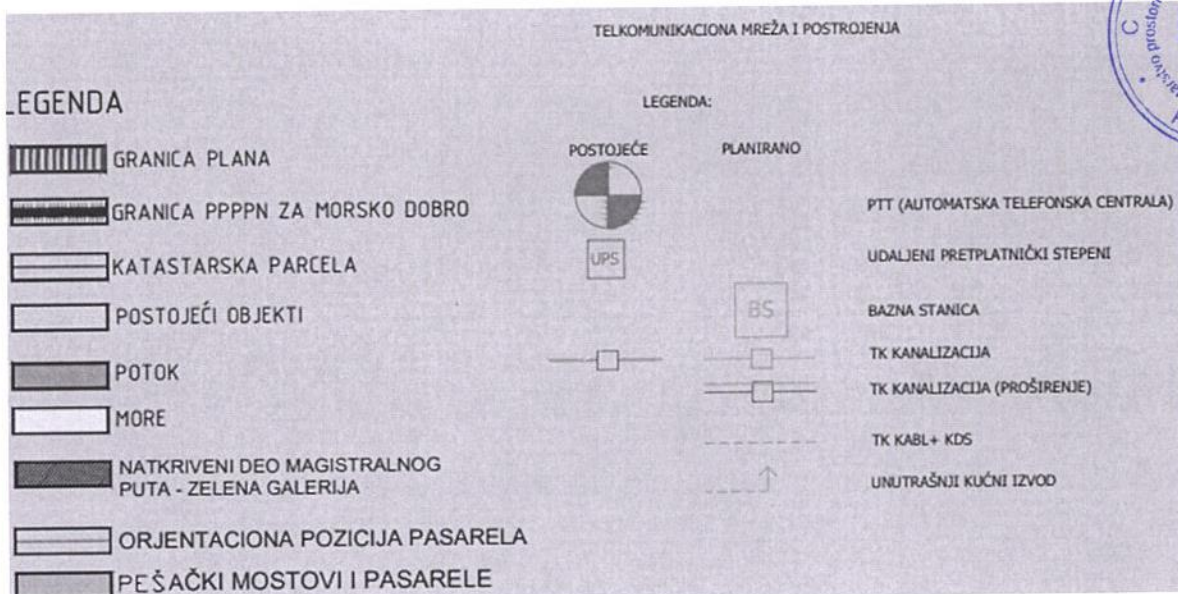 TELKOMUNIKACIONA MREŽA I POSTROJENJA
LEGENDA
GRANICA PLANA
GRANICA PPPPN ZA MORSKO DOBRO
KATASTARSKA PARCELA
POSTOJEĆI OBJEKTI
POTOK
MORE
NATKRIVENI DEO MAGISTRALNOG
PUTA - ZELENA GALERIJA
ORJENTACIONA POZICIJA PASARELA
PEŠAČKI MOSTOVI I PASARELE
LEGENDA:
POSTOJEĆE PLANIRANO
PTT (AUTOMATSKA TELEFONSKA CENTRALA)
UPS UDALJENI PRETPLATNIČKI STEPENI
BS BAZNA STANICA
TK KANALIZACIJA
TK KANALIZACIJA (PROŠIRENJE)
TK KABL+ KDS
UNUTRAŠNJI KUĆNI IZVOD